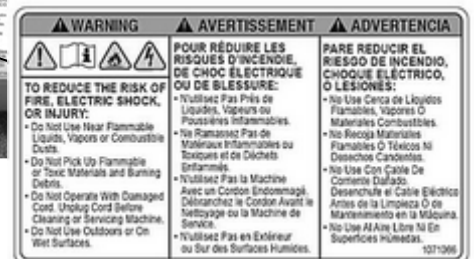 WARNING
TO REDUCE THE RISK OF
FIRE, ELECTRIC SHOCK,
OR INJURY:
• Do Not Use Near Flammable
Liquids, Vapors or Combustible
Dusts.
• Do Not Pick Up Flammable
or Toxic Materials and Burning
Debris.
• Do Not Operate With Damaged
Cord. Unplug Cord Before
Cleaning or Servicing Machine.
• Do Not Use Outdoors or On
Wet Surfaces.
AVERTISSEMENT
POUR RÉDUIRE LES
RISQUES D'INCENDIE,
DE CHOC ÉLECTRIQUE
OU DE BLESSURE:
• N'utilisez Pas Près de
Liquides, Vapeurs ou
Poussières Inflammables.
• Ne Ramassez Pas de
Matériaux Inflammables ou
Toxiques et de Déchets
Enflammés.
• N'utilisez Pas la Machine
Avec un Cordon Endommagé.
Débranchez le Cordon Avant le
Nettoyage ou la Machine de
Service.
• N'utilisez Pas en Extérieur
ou Sur des Surfaces Humides.
ADVERTENCIA
PARE REDUCIR EL
RIESGO DE INCENDIO,
CHOQUE ELÉCTRICO,
O LESIONES:
• No Use Cerca de Líquidos
Flamables, Vapores O
Materiales Combustibles.
• No Recoja Materiales
Flamables O Tóxicos Ni
Desechos Candentes.
• No Use Con Cable De
Corriente Dañado.
Desenchufe el Cable Eléctrico
Antes de la Limpieza O de
Mantenimiento en la Máquina.
• No Use Al Aire Libre Ni En
Superficies Húmedas.
1071066